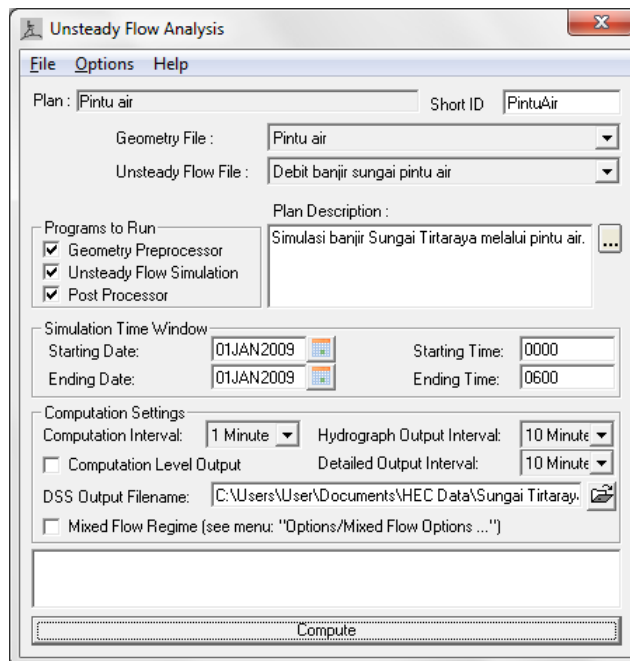 Unsteady Flow Analysis
File Options Help
Plan : Pintu air Short ID PintuAir
Geometry File : Pintu air
Unsteady Flow File : Debit banjir sungai pintu air
Plan Description :
Programs to Run
Geometry Preprocessor
Unsteady Flow Simulation
Post Processor
Simulasi banjir Sungai Tirtaraya melalui pintu air.
...
Simulation Time Window
Starting Date: 01JAN2009 Starting Time: 0000
Ending Date: 01JAN2009 Ending Time: 0600
Computation Settings
Computation Interval: 1 Minute Hydrograph Output Interval: 10 Minute
Computation Level Output Detailed Output Interval: 10 Minute
DSS Output Filename: C:\Users\User\Documents\HEC Data\Sungai Tirtaraya
Mixed Flow Regime (see menu: "Options/Mixed Flow Options ...")
Compute